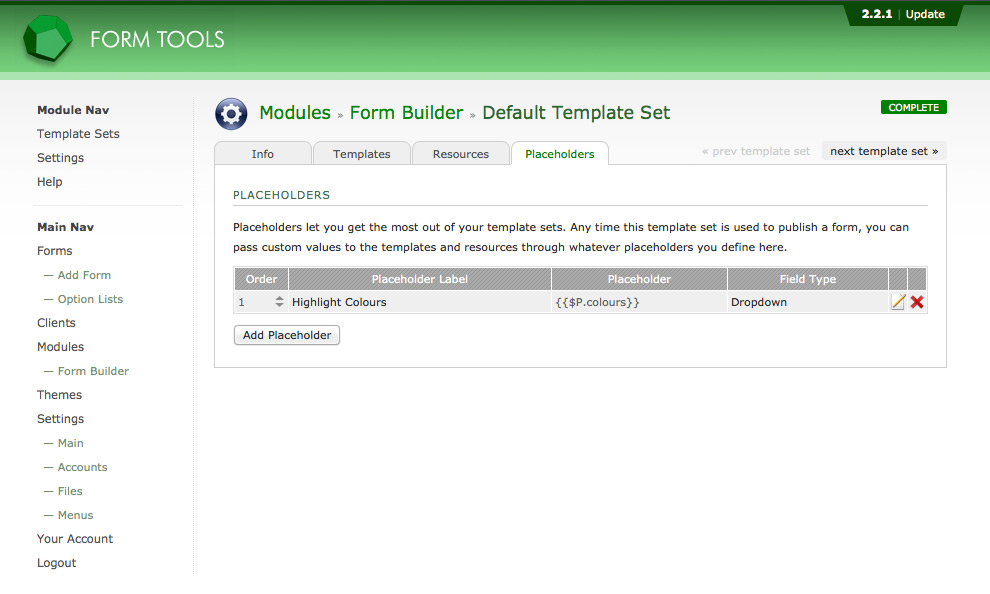 2.2.1 | Update
FORM TOOLS
Module Nav
Template Sets
Settings
Help
Main Nav
Forms
— Add Form
— Option Lists
Clients
Modules
— Form Builder
Themes
Settings
— Main
— Accounts
— Files
— Menus
Your Account
Logout
Modules » Form Builder » Default Template Set
COMPLETE
Info Templates Resources Placeholders
« prev template set next template set »
PLACEHOLDERS
Placeholders let you get the most out of your template sets. Any time this template set is used to publish a form, you can
pass custom values to the templates and resources through whatever placeholders you define here.
Order Placeholder Label Placeholder Field Type
1 Highlight Colours {{$P.colours}} Dropdown
Add Placeholder